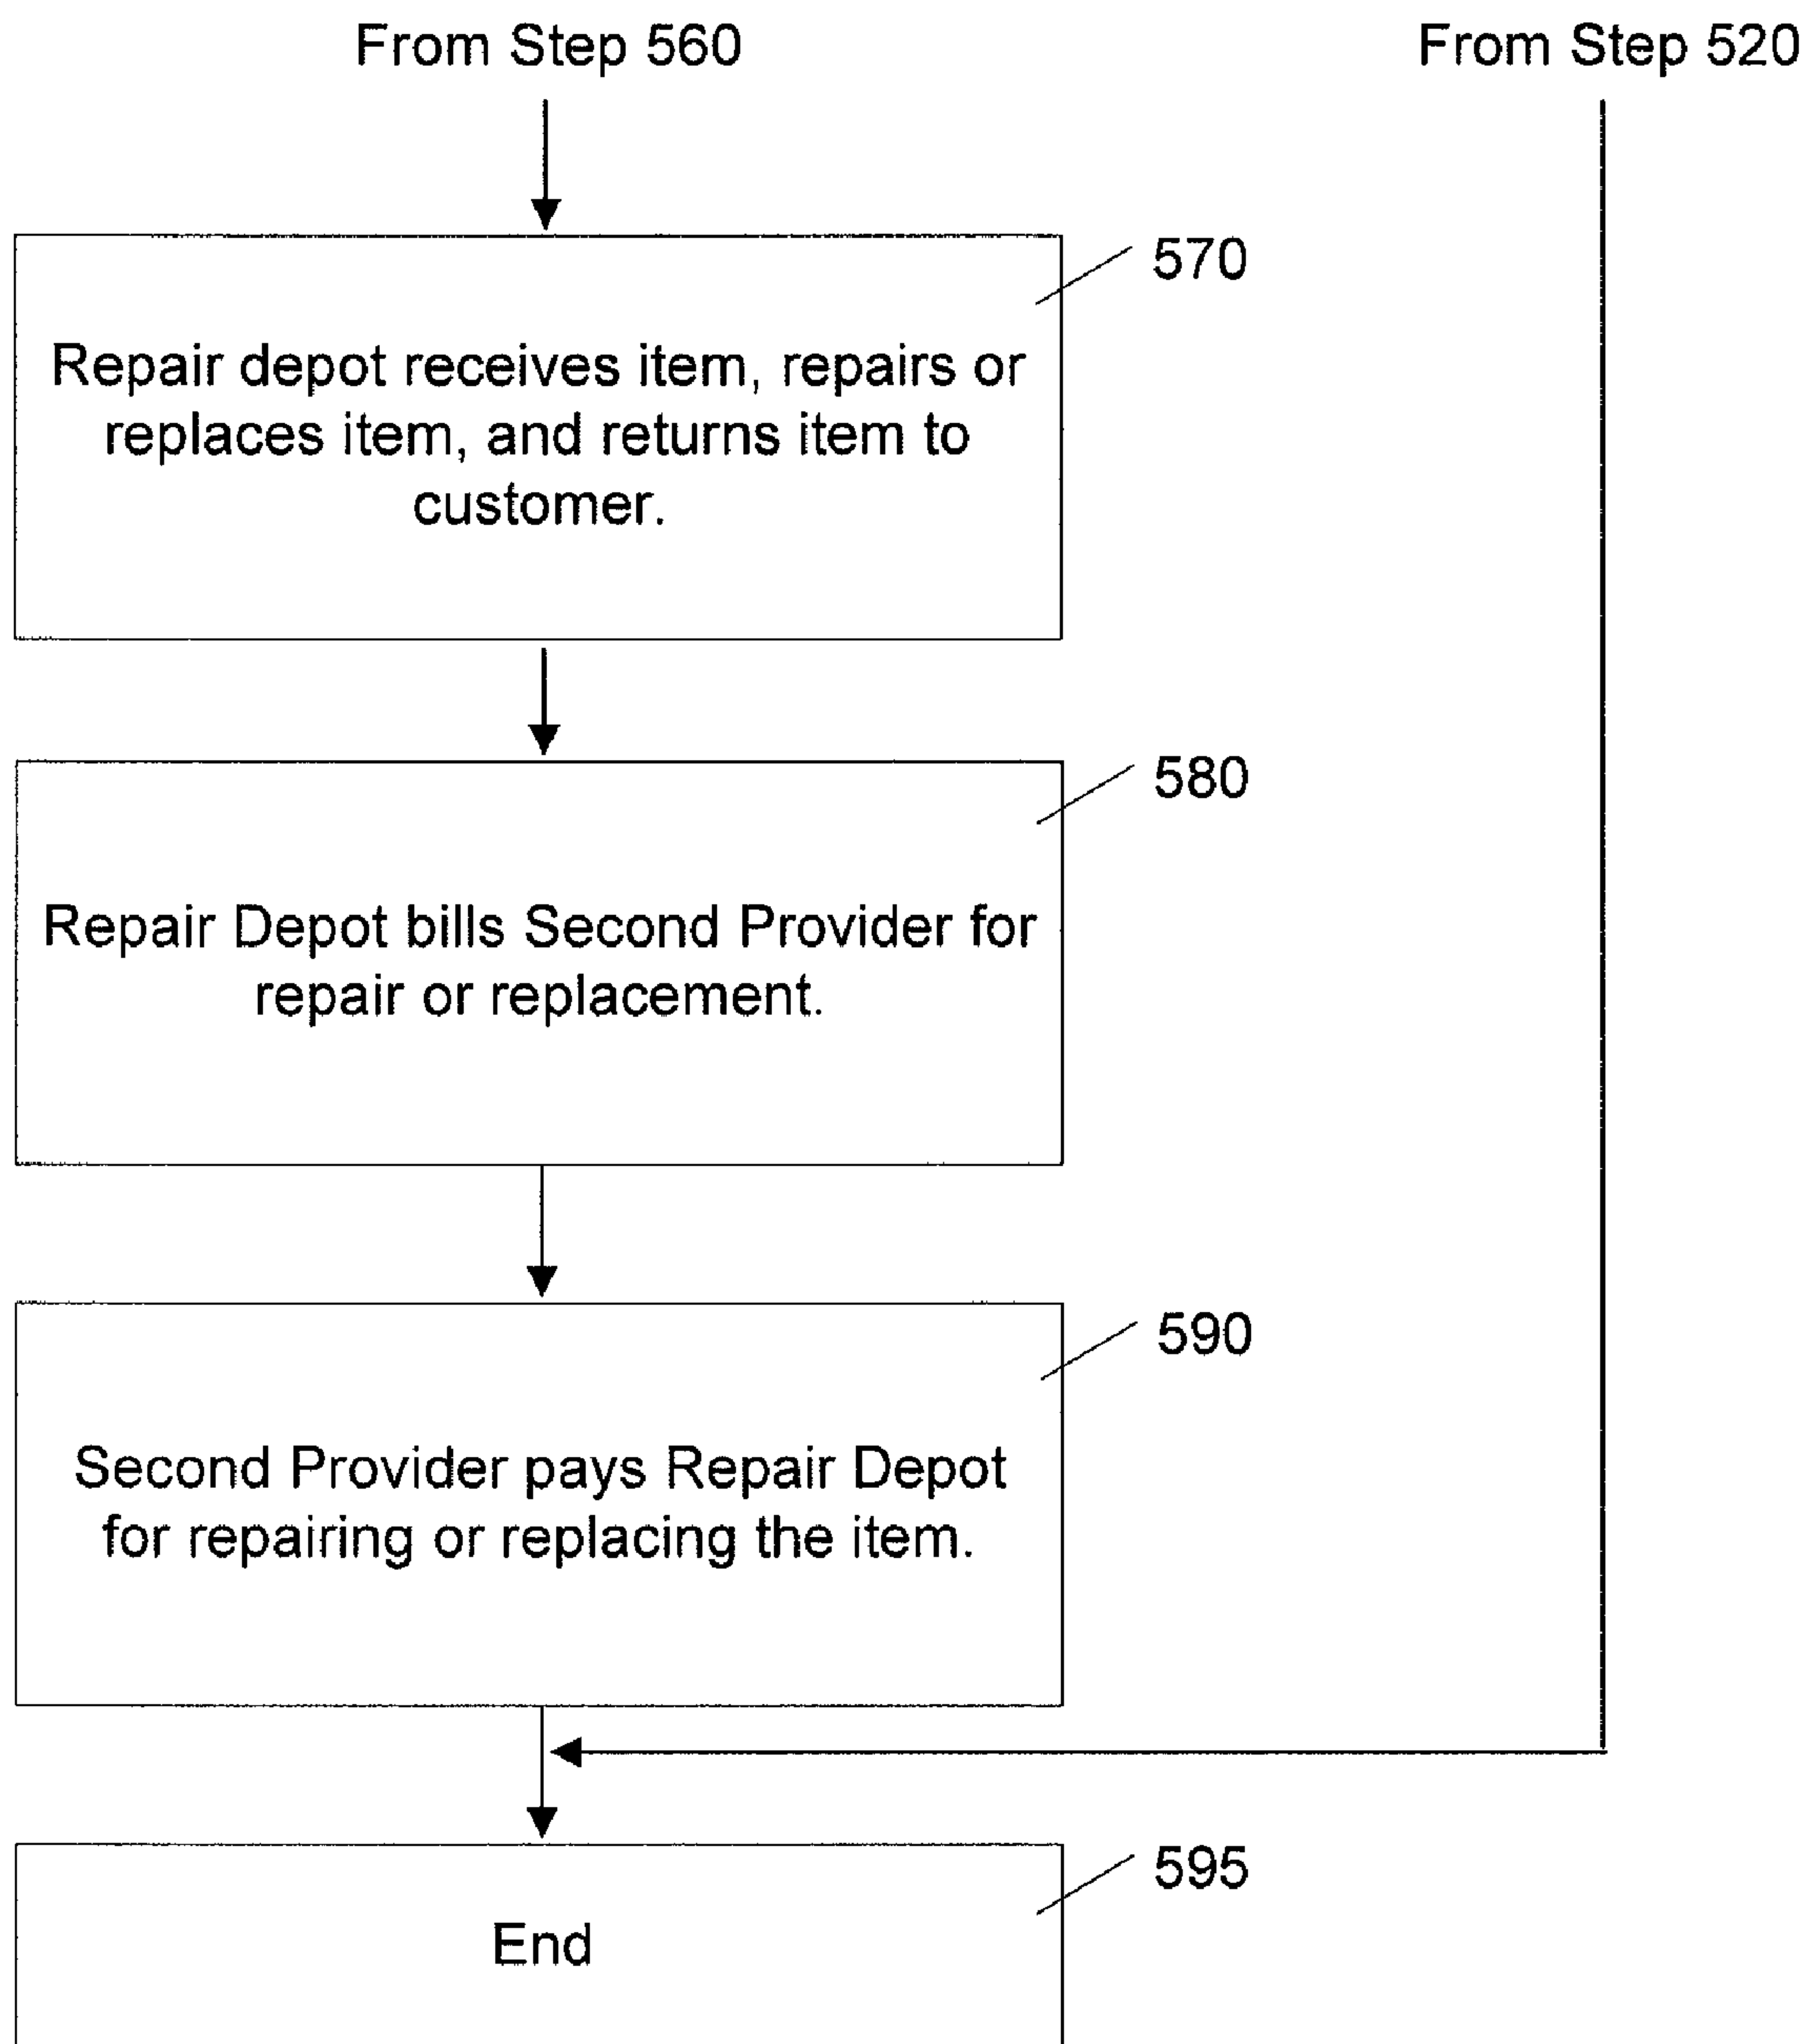 From Step 560
From Step 520
570
Repair depot receives item, repairs or
replaces item, and returns item to
customer.
580
Repair Depot bills Second Provider for
repair or replacement.
590
Second Provider pays Repair Depot
for repairing or replacing the item.
595
End